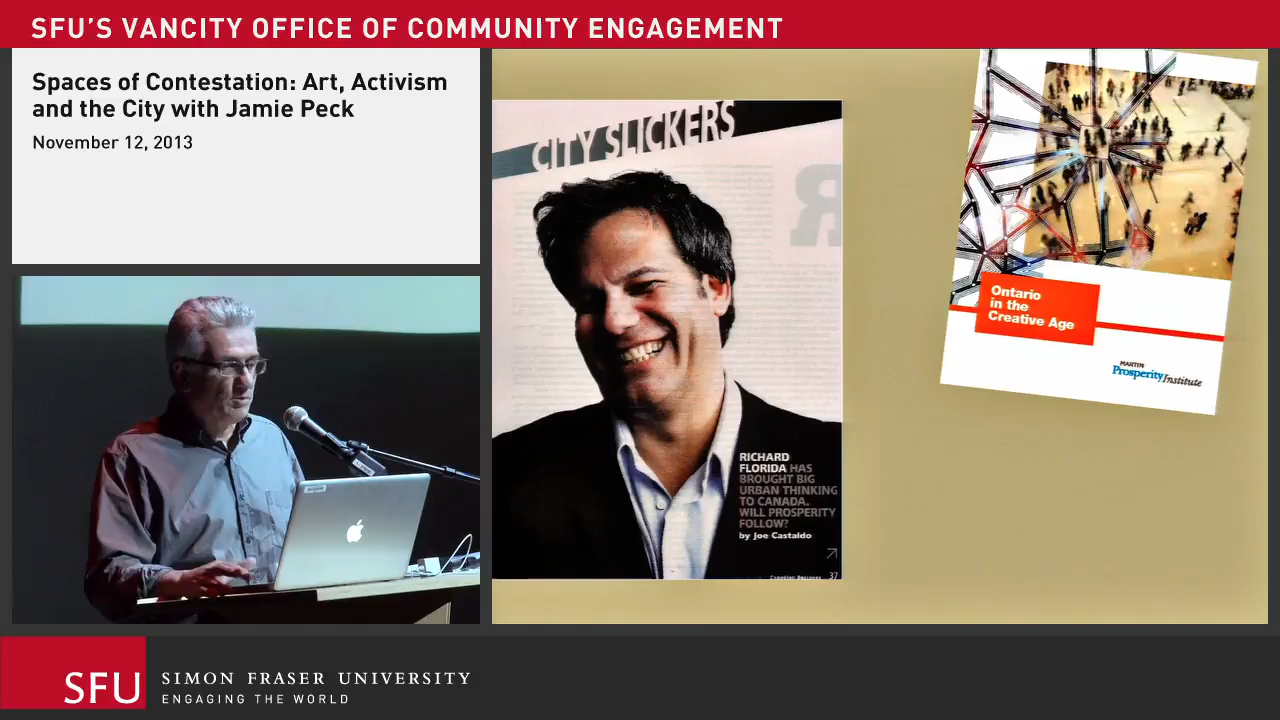 SFU'S VANCITY OFFICE OF COMMUNITY ENGAGEMENT
Spaces of Contestation: Art, Activism
and the City with Jamie Peck
November 12, 2013
CITY SLICKERS
R
RICHARD
FLORIDA HAS
BROUGHT BIG
URBAN THINKING
TO CANADA.
WILL PROSPERITY
FOLLOW?
by Joe Castaldo
Canadian Business 37
Ontario
in the
Creative Age
MARTIN
Prosperity Institute
SFU
SIMON FRASER UNIVERSITY
ENGAGING THE WORLD